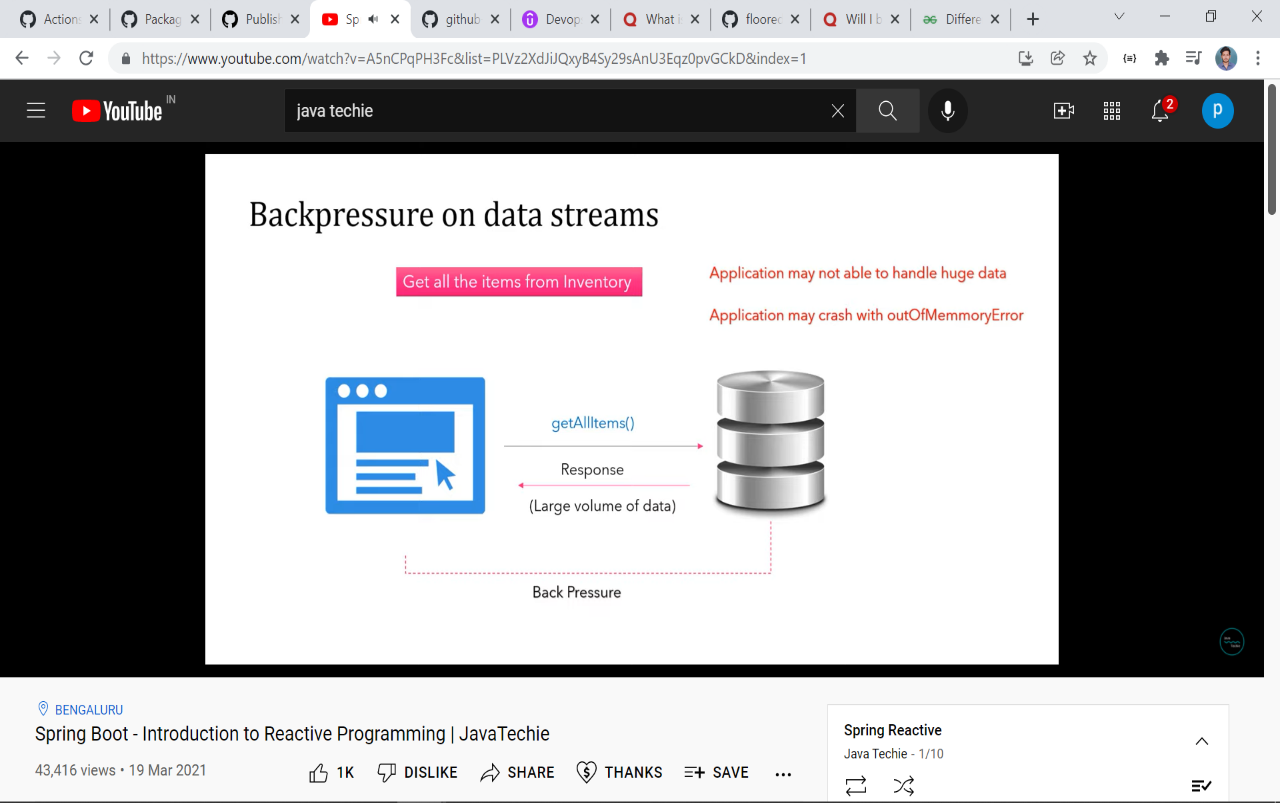 Actions
Packag
Publish
Sp
github
Devop
What i
floored
Will I b
Differe
https://www.youtube.com/watch?v=A5nCPqPH3Fc&list=PLVz2XdJiJQxyB4Sy29sAnU3Eqz0pvGCkD&index=1
YouTube IN
java techie
2
p
Backpressure on data streams
Get all the items from Inventory
Application may not able to handle huge data
Application may crash with outOfMemmoryError
getAllItems()
Response
(Large volume of data)
Back Pressure
BENGALURU
Spring Boot - Introduction to Reactive Programming | JavaTechie
43,416 views • 19 Mar 2021
1K DISLIKE SHARE THANKS SAVE
Spring Reactive
Java Techie - 1/10